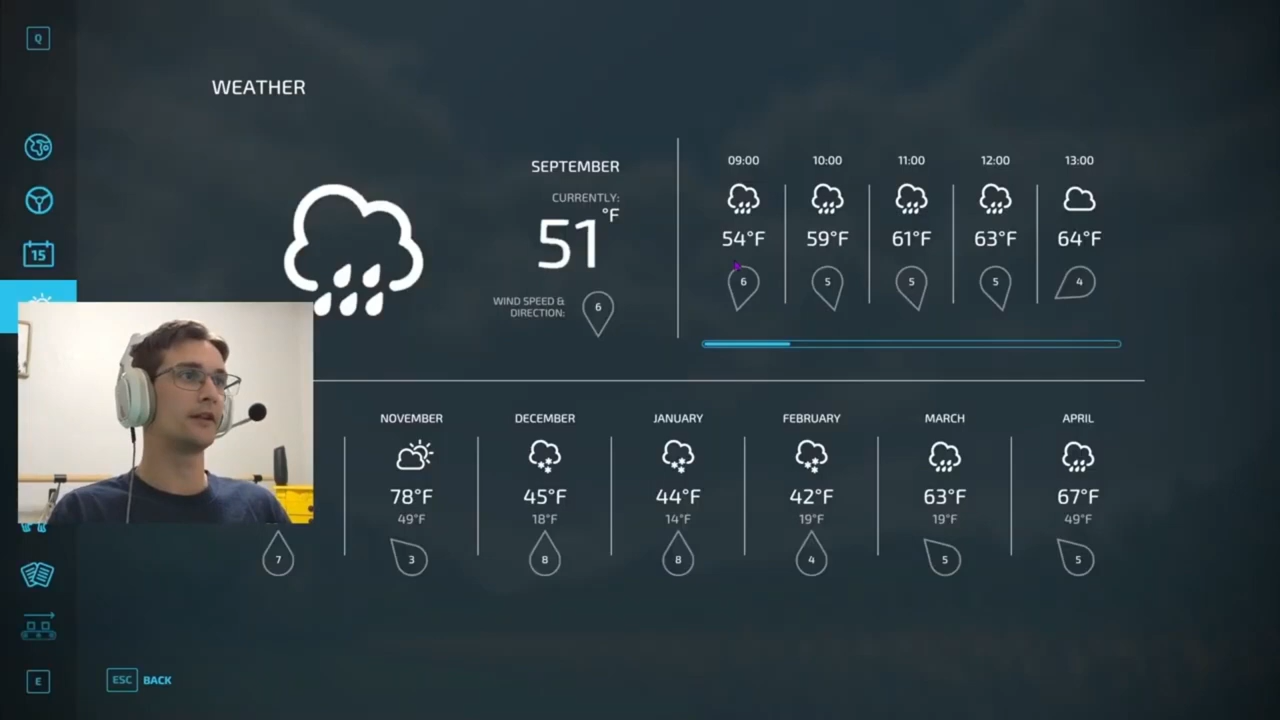 Q
WEATHER
15
SEPTEMBER
CURRENTLY:
51°F
WIND SPEED &
DIRECTION:
6
09:00 10:00 11:00 12:00 13:00
54°F 59°F 61°F 63°F 64°F
6 5 5 5 4
NOVEMBER DECEMBER JANUARY FEBRUARY MARCH APRIL
78°F 45°F 44°F 42°F 63°F 67°F
49°F 18°F 14°F 19°F 19°F 49°F
7 3 8 8 4 5 5
E
ESC BACK